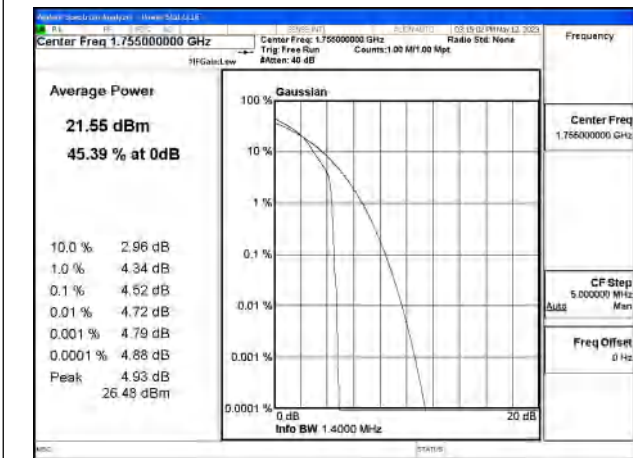 Center Freq 1.755000000 GHz
Center Freq: 1.755000000 GHz
Radio Std: None
Trig: Free Run
Counts:1.00 M/1.00 Mpt
#IFGain:Low
#Atten: 40 dB
Frequency
Average Power
21.55 dBm
45.39 % at 0dB
10.0 % 2.96 dB
1.0 % 4.34 dB
0.1 % 4.52 dB
0.01 % 4.72 dB
0.001 % 4.79 dB
0.0001 % 4.88 dB
Peak 4.93 dB
26.48 dBm
Gaussian
100 %
10 %
1 %
0.1 %
0.01 %
0.001 %
0.0001 %
0 dB
20 dB
Info BW 1.4000 MHz
Center Freq
1.755000000 GHz
CF Step
5.000000 MHz
Auto Man
Freq Offset
0 Hz
MSG
STATUS